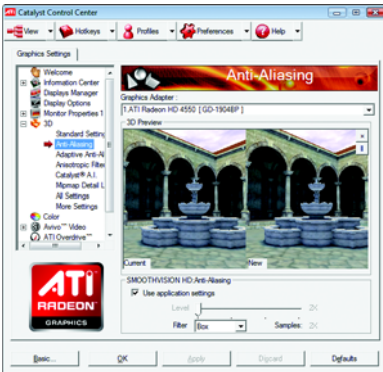 ATI Catalyst Control Center
View Hotkeys Profiles Preferences Help
Graphics Settings
Welcome
Information Center
Displays Manager
Display Options
Monitor Properties 1
3D
Standard Setting
Anti-Aliasing
Adaptive Anti-Al
Anisotropic Filte
Catalyst® A.I.
Mipmap Detail L
All Settings
More Settings
Color
Avivo™ Video
ATI Overdrive™
ATI
RADEON
GRAPHICS
Anti-Aliasing
Graphics Adapter :
1.ATI Radeon HD 4550 [ GD-1904BP ]
3D Preview
Current New
SMOOTHVISION HD:Anti-Aliasing
Use application settings
Level 2X
Filter Box Samples: 2X
Basic... OK Apply Discard Defaults